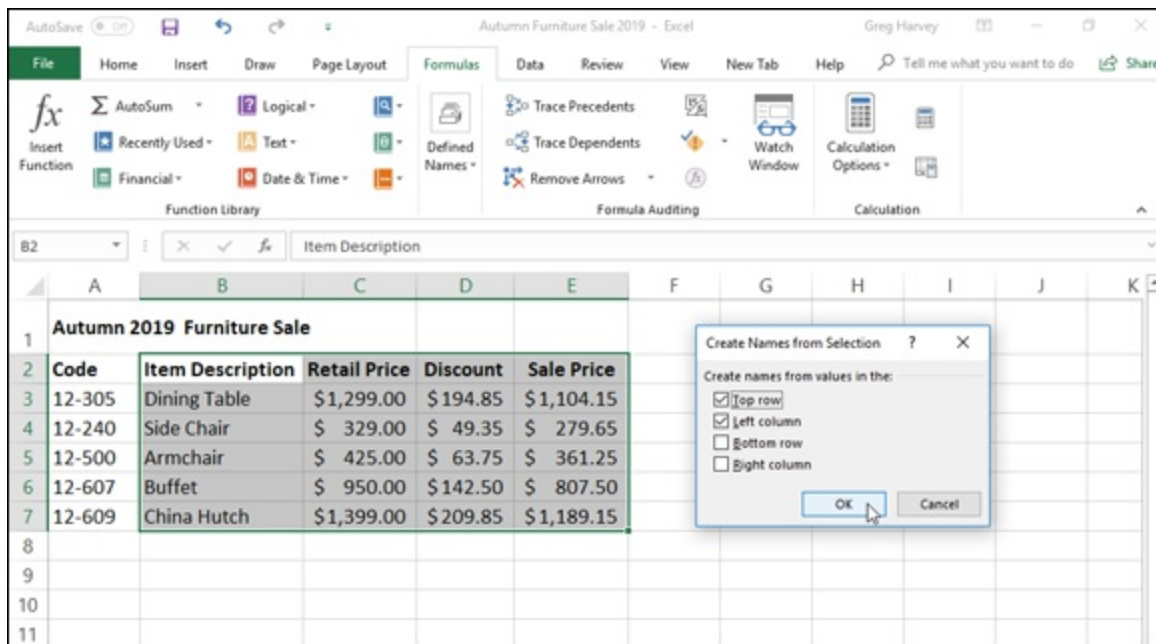 AutoSave Off Autumn Furniture Sale 2019 - Excel Greg Harvey
File Home Insert Draw Page Layout Formulas Data Review View New Tab Help Tell me what you want to do Share
fx Insert Function
Σ AutoSum
Recently Used
Financial
Logical
Text
Date & Time
Function Library
Defined Names
Trace Precedents
Trace Dependents
Remove Arrows
Watch Window
Formula Auditing
Calculation Options
Calculation
B2 fx Item Description
A B C D E F G H I J K
1 Autumn 2019 Furniture Sale
2 Code Item Description Retail Price Discount Sale Price
3 12-305 Dining Table $1,299.00 $194.85 $1,104.15
4 12-240 Side Chair $ 329.00 $ 49.35 $ 279.65
5 12-500 Armchair $ 425.00 $ 63.75 $ 361.25
6 12-607 Buffet $ 950.00 $142.50 $ 807.50
7 12-609 China Hutch $1,399.00 $209.85 $1,189.15
8
9
10
11
Create Names from Selection ? ×
Create names from values in the:
Top row
Left column
Bottom row
Right column
OK Cancel